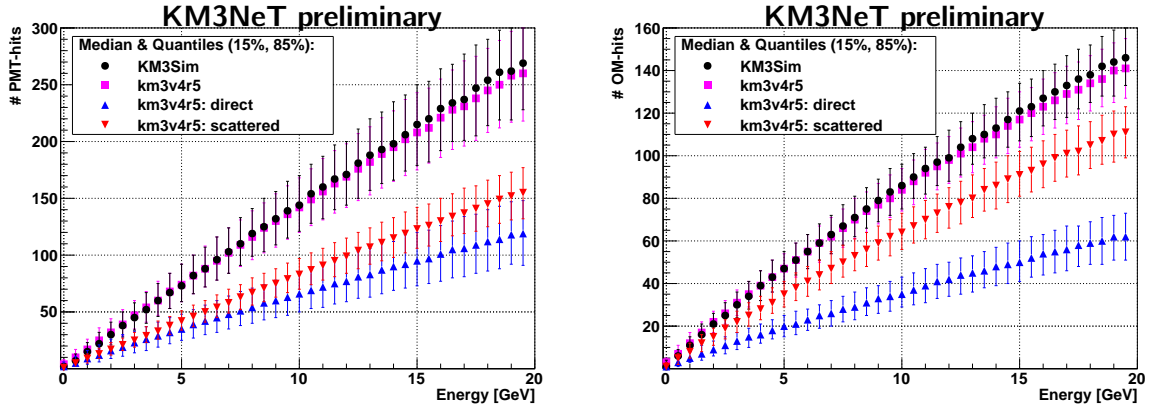 KM3NeT preliminary
# PMT-hits
300
250
200
150
100
50
Median & Quantiles (15%, 85%):
KM3Sim
km3v4r5
km3v4r5: direct
km3v4r5: scattered
0 5 10 15 20
Energy [GeV]
KM3NeT preliminary
# OM-hits
160
140
120
100
80
60
40
20
Median & Quantiles (15%, 85%):
KM3Sim
km3v4r5
km3v4r5: direct
km3v4r5: scattered
0 5 10 15 20
Energy [GeV]